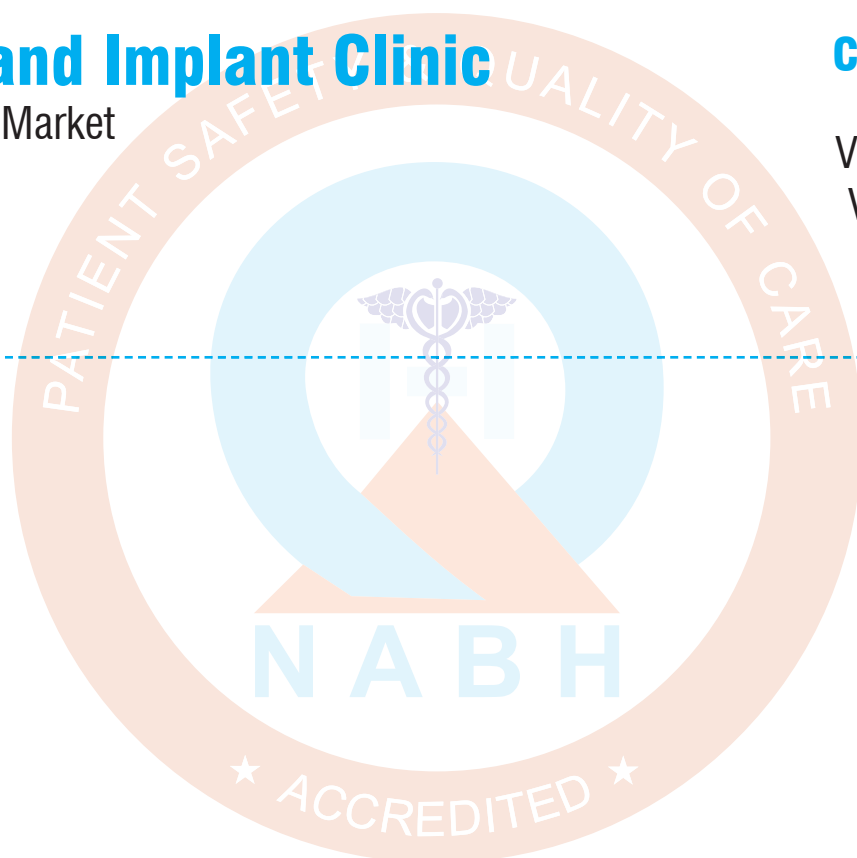 and Implant Clinic
Market
C
V
V
PATIENT SAFETY & QUALITY OF CARE
NABH
★ ACCREDITED ★